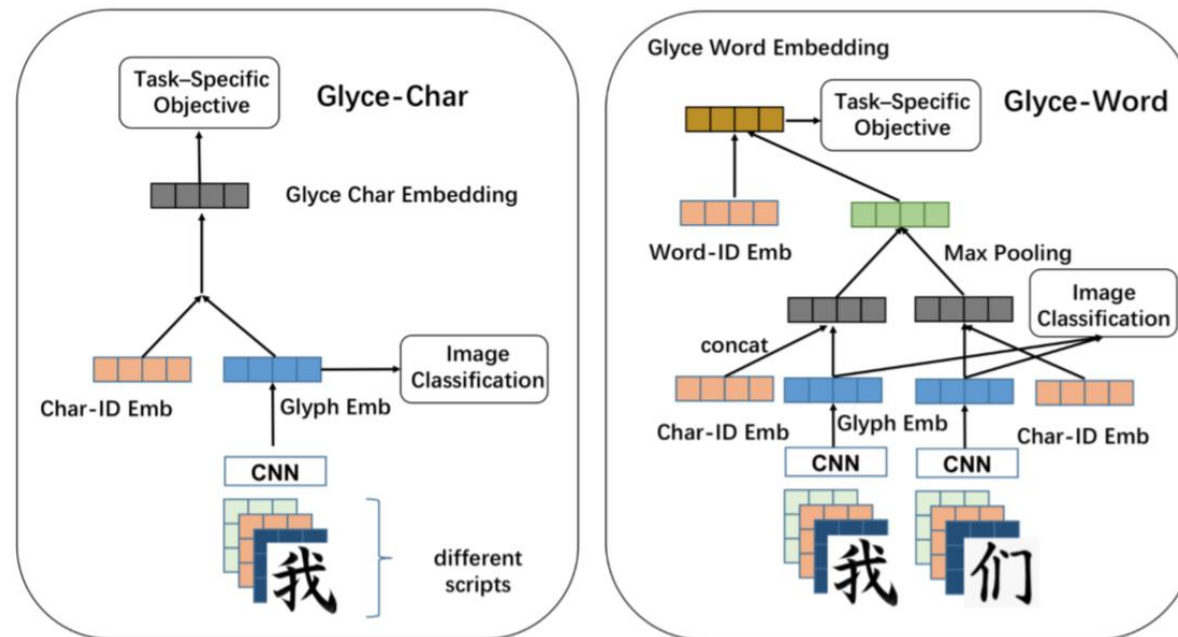 Task–Specific
Objective
Glyce-Char
Glyce Char Embedding
Char-ID Emb
Glyph Emb
Image
Classification
CNN
我
different
scripts
Glyce Word Embedding
Task–Specific
Objective
Glyce-Word
Word-ID Emb
Max Pooling
Image
Classification
concat
Char-ID Emb
Glyph Emb
Char-ID Emb
CNN
CNN
我
们